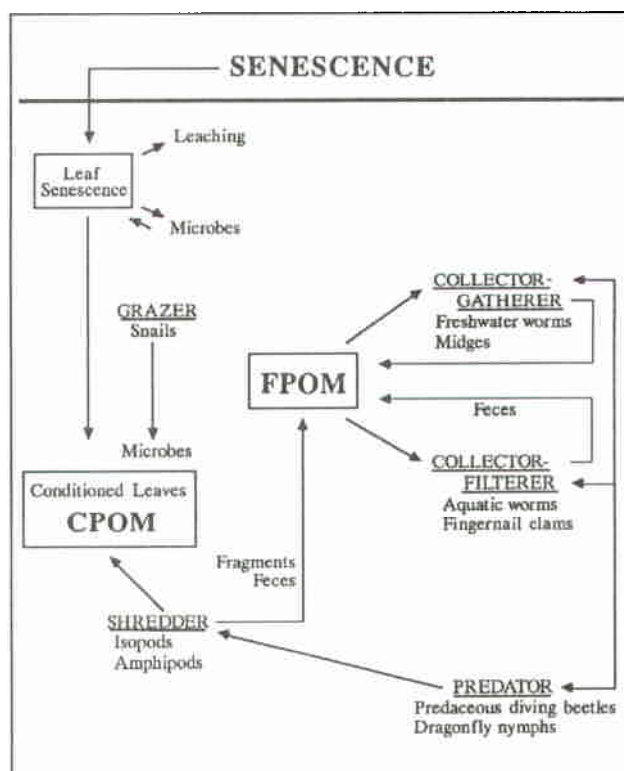 SENESCENCE
Leaf
Senescence
Leaching
Microbes
GRAZER
Snails
Microbes
Conditioned Leaves
CPOM
SHREDDER
Isopods
Amphipods
Fragments
Feces
FPOM
COLLECTOR-
GATHERER
Freshwater worms
Midges
Feces
COLLECTOR-
FILTERER
Aquatic worms
Fingernail clams
PREDATOR
Predaceous diving beetles
Dragonfly nymphs